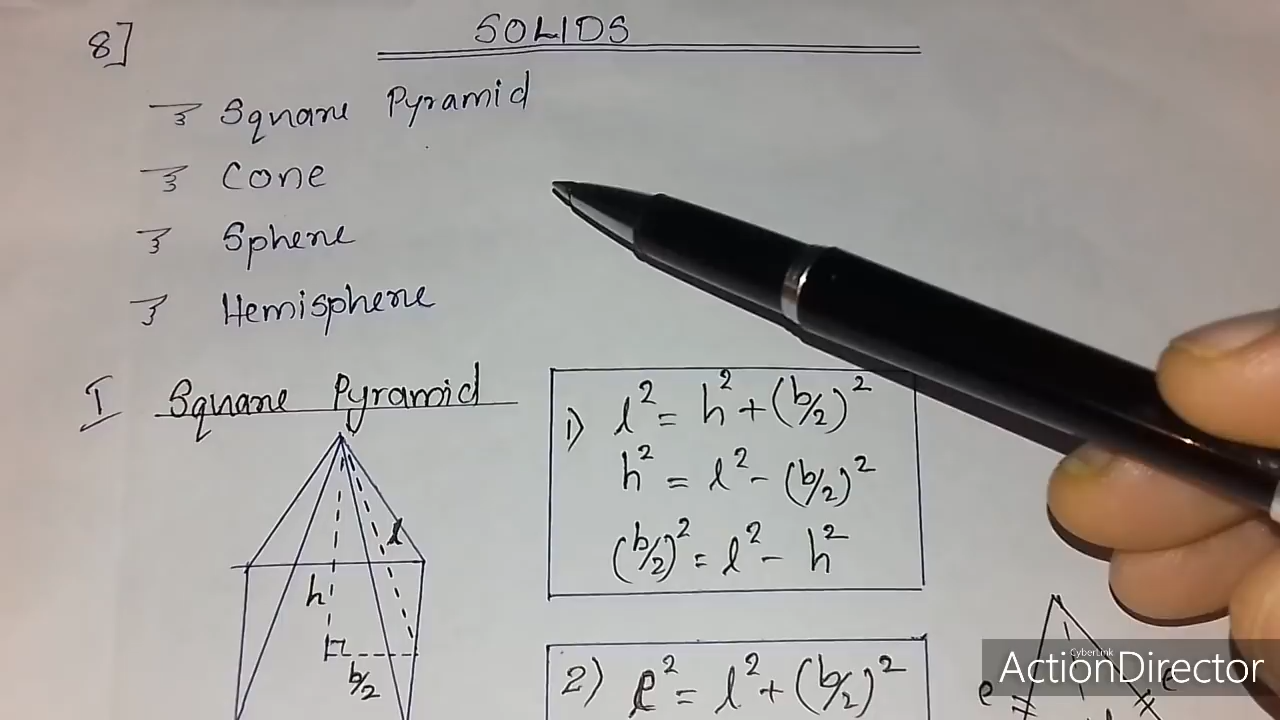 8] SOLIDS
Square Pyramid
Cone
Sphere
Hemisphere
I Square Pyramid
1) l² = h² + (b/2)²
h² = l² - (b/2)²
(b/2)² = l² - h²
l
h
b/2
2) e² = l² + (b/2)²
e
e
CyberLink
ActionDirector